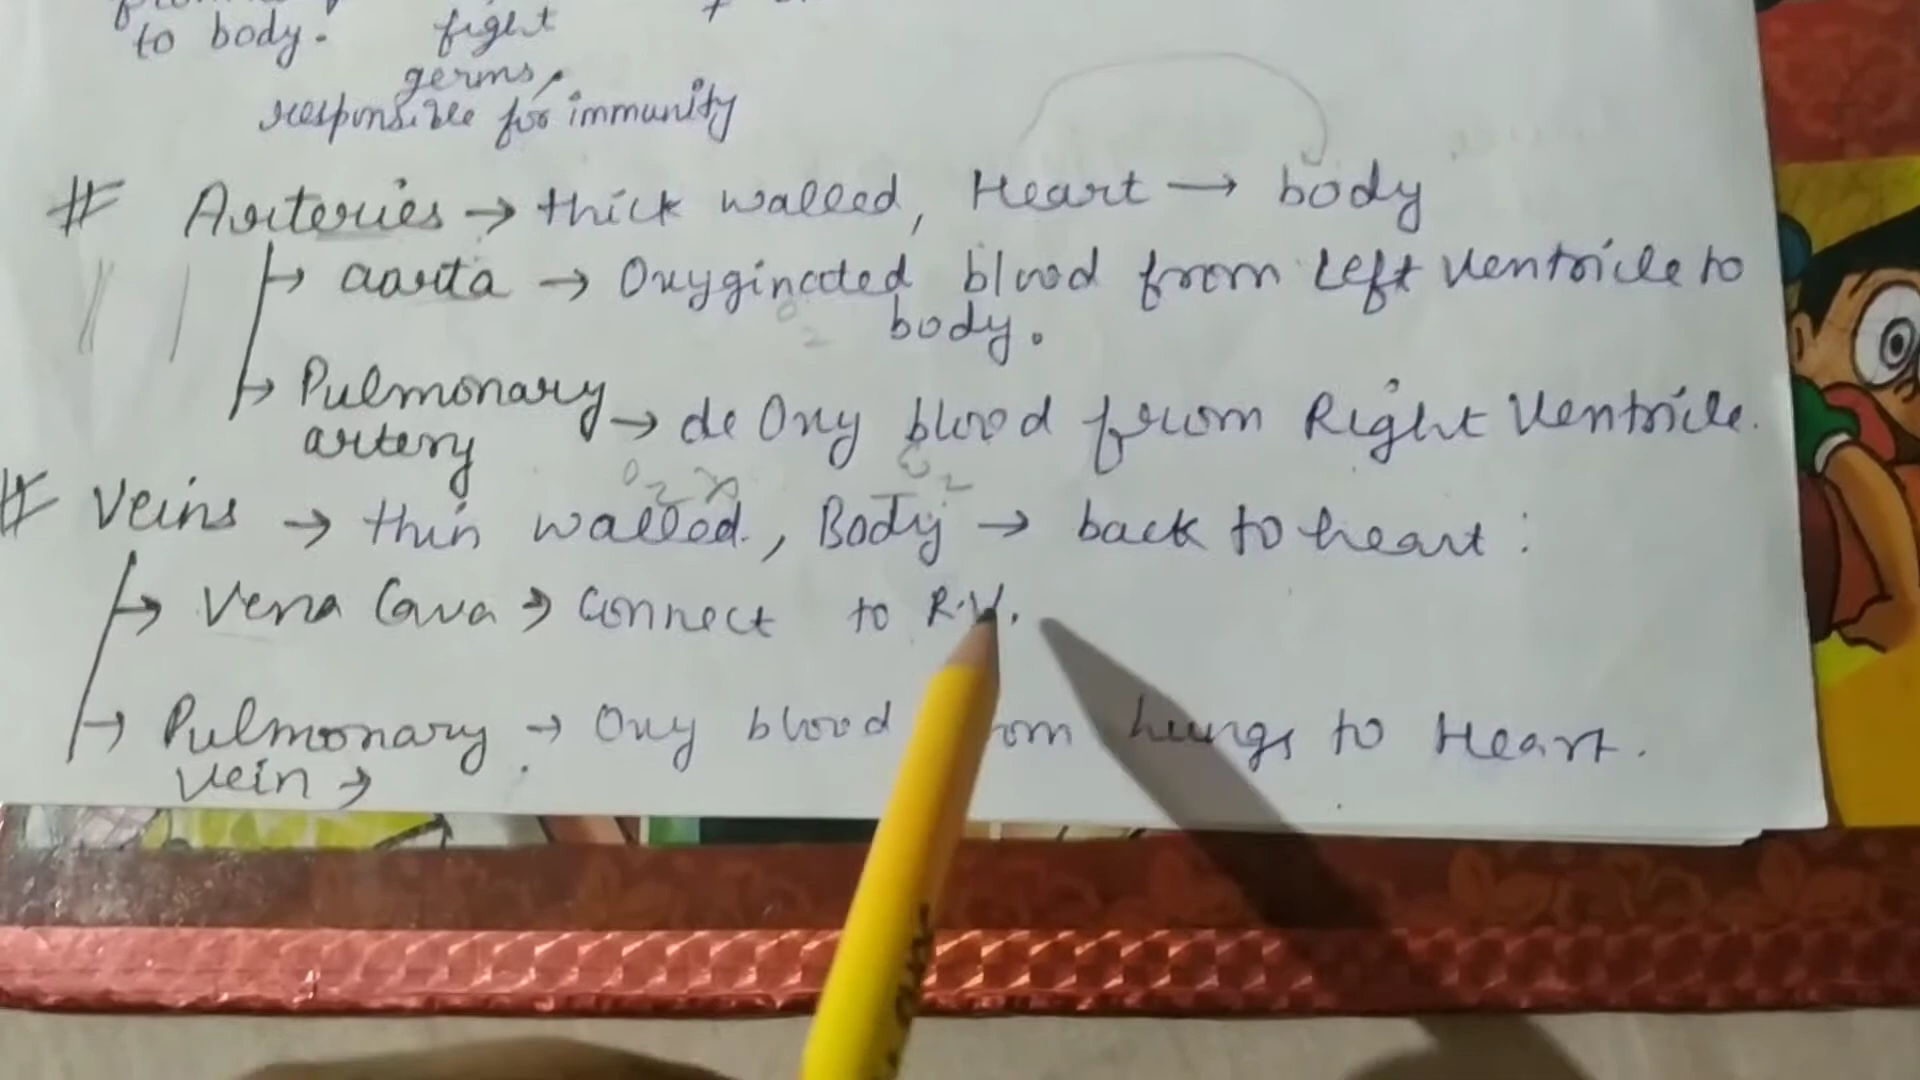 to body. fight
germs,
responsible for immunity
# Arteries → thick walled, Heart → body
→ aorta → Oxyginated blood from Left Ventricle to
body.
→ Pulmonary artery → de Oxy blood from Right Ventricle.
# Veins → thin walled, Body → back to heart :
→ Vena Cava → Connect to R.V.
→ Pulmonary vein → → Oxy blood lungs to Heart.